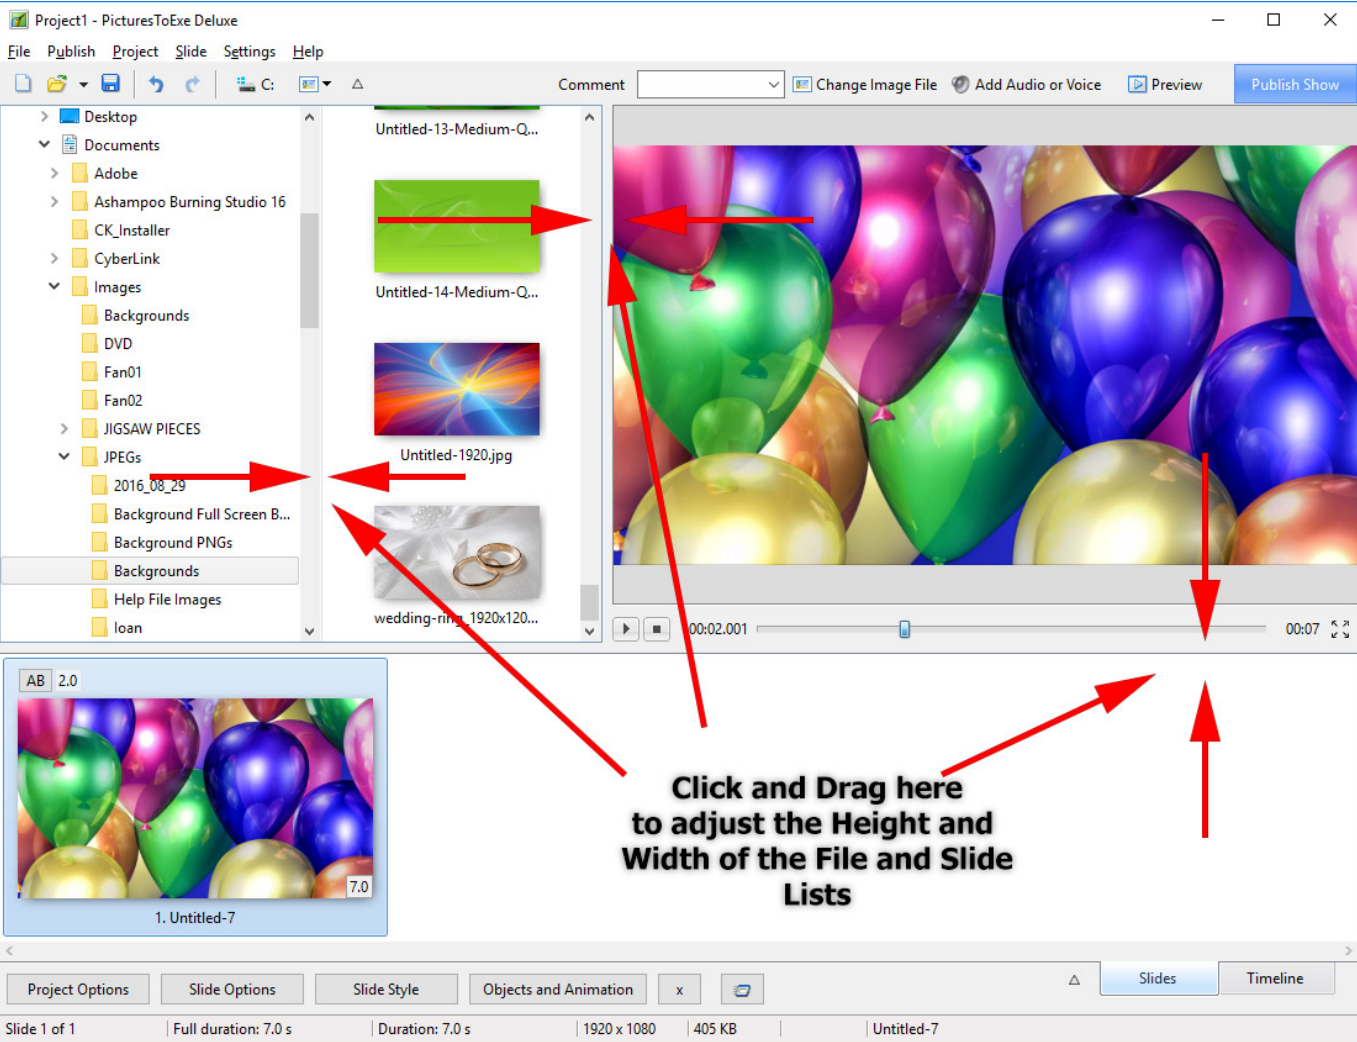 Project1 - PicturesToExe Deluxe
File Publish Project Slide Settings Help
C: Comment Change Image File Add Audio or Voice Preview Publish Show
Desktop
Documents
Adobe
Ashampoo Burning Studio 16
CK_Installer
CyberLink
Images
Backgrounds
DVD
Fan01
Fan02
JIGSAW PIECES
JPEGs
2016_08_29
Background Full Screen B...
Background PNGs
Backgrounds
Help File Images
Ioan
Untitled-13-Medium-Q...
Untitled-14-Medium-Q...
Untitled-1920.jpg
wedding-ring_1920x120...
00:02.001 00:07
AB 2.0
7.0
1. Untitled-7
Click and Drag here
to adjust the Height and
Width of the File and Slide
Lists
Project Options Slide Options Slide Style Objects and Animation x Slides Timeline
Slide 1 of 1 Full duration: 7.0 s Duration: 7.0 s 1920 x 1080 405 KB Untitled-7